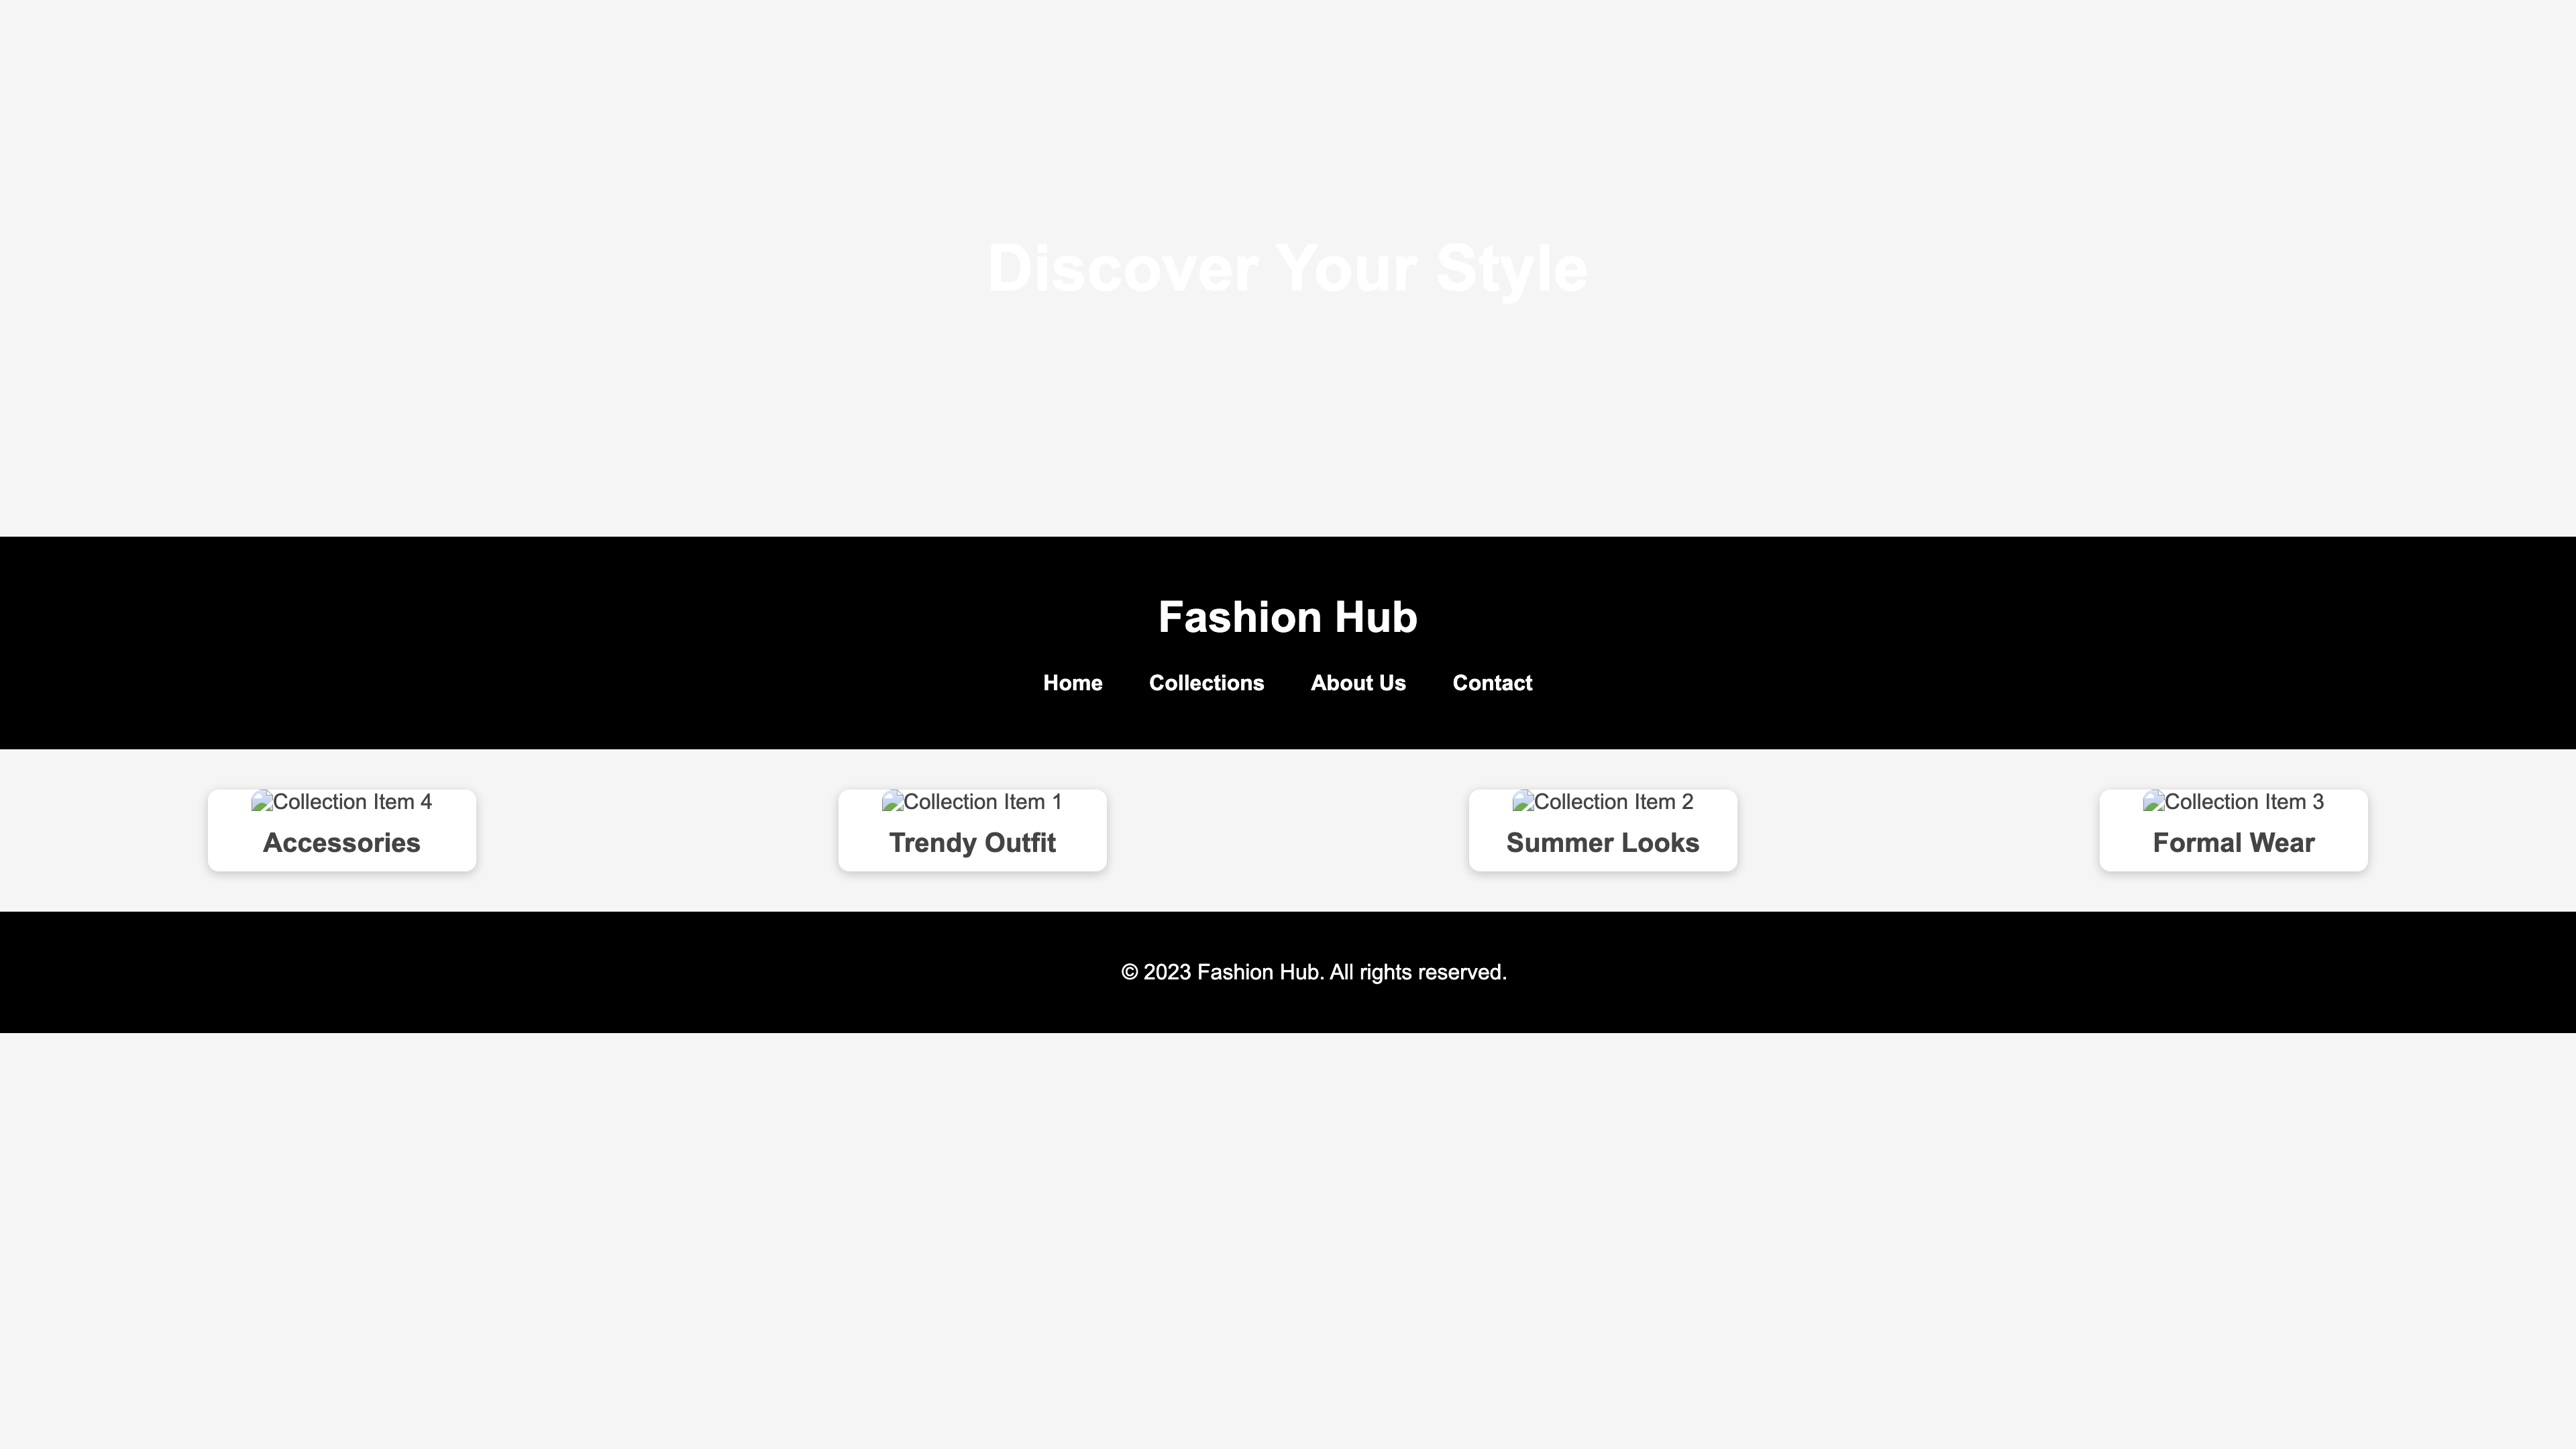 Discover Your Style
Fashion Hub
Home Collections About Us Contact
Collection Item 4 Collection Item 1 Collection Item 2 Collection Item 3
Accessories Trendy Outfit Summer Looks Formal Wear
© 2023 Fashion Hub. All rights reserved.